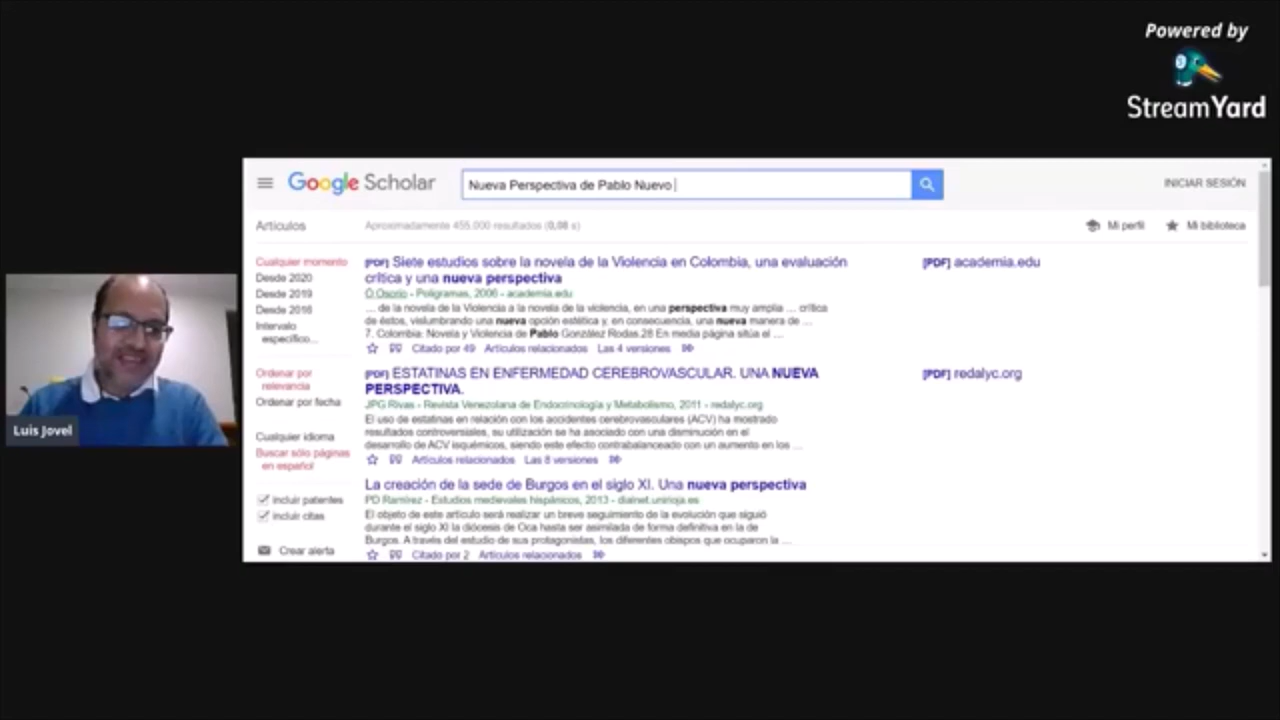 Powered by
StreamYard
Google Scholar
Nueva Perspectiva de Pablo Nuevo
INICIAR SESIÓN
Artículos
Aproximadamente 455.000 resultados (0,08 s)
Mi perfil
Mi biblioteca
Cualquier momento
Desde 2020
Desde 2019
Desde 2016
Intervalo
específico...
Ordenar por
relevancia
Ordenar por fecha
Cualquier idioma
Buscar sólo páginas
en español
incluir patentes
incluir citas
Crear alerta
[PDF] Siete estudios sobre la novela de la Violencia en Colombia, una evaluación
crítica y una nueva perspectiva
O Osorio - Poligramas, 2006 - academia.edu
... de la novela de la Violencia a la novela de la violencia, en una perspectiva muy amplia ... crítica
de éstos, vislumbrando una nueva opción estética y, en consecuencia, una nueva manera de ...
7. Colombia: Novela y Violencia de Pablo González Rodas.28 En media página sitúa el ...
Citado por 49 Artículos relacionados Las 4 versiones
[PDF] academia.edu
[PDF] ESTATINAS EN ENFERMEDAD CEREBROVASCULAR. UNA NUEVA
PERSPECTIVA.
JPG Rivas - Revista Venezolana de Endocrinología y Metabolismo, 2011 - redalyc.org
El uso de estatinas en relación con los accidentes cerebrovasculares (ACV) ha mostrado
resultados controversiales, su utilización se ha asociado con una disminución en el
desarrollo de ACV isquémicos, siendo este efecto contrabalanceado con un aumento en los ...
Artículos relacionados Las 8 versiones
[PDF] redalyc.org
La creación de la sede de Burgos en el siglo XI. Una nueva perspectiva
PD Ramírez - Estudios medievales hispánicos, 2013 - dialnet.unirioja.es
El objeto de este artículo será realizar un breve seguimiento de la evolución que siguió
durante el siglo XI la diócesis de Oca hasta ser asimilada de forma definitiva en la de
Burgos. A través del estudio de sus protagonistas, los diferentes obispos que ocuparon la ...
Citado por 2 Artículos relacionados
Luis Jovel